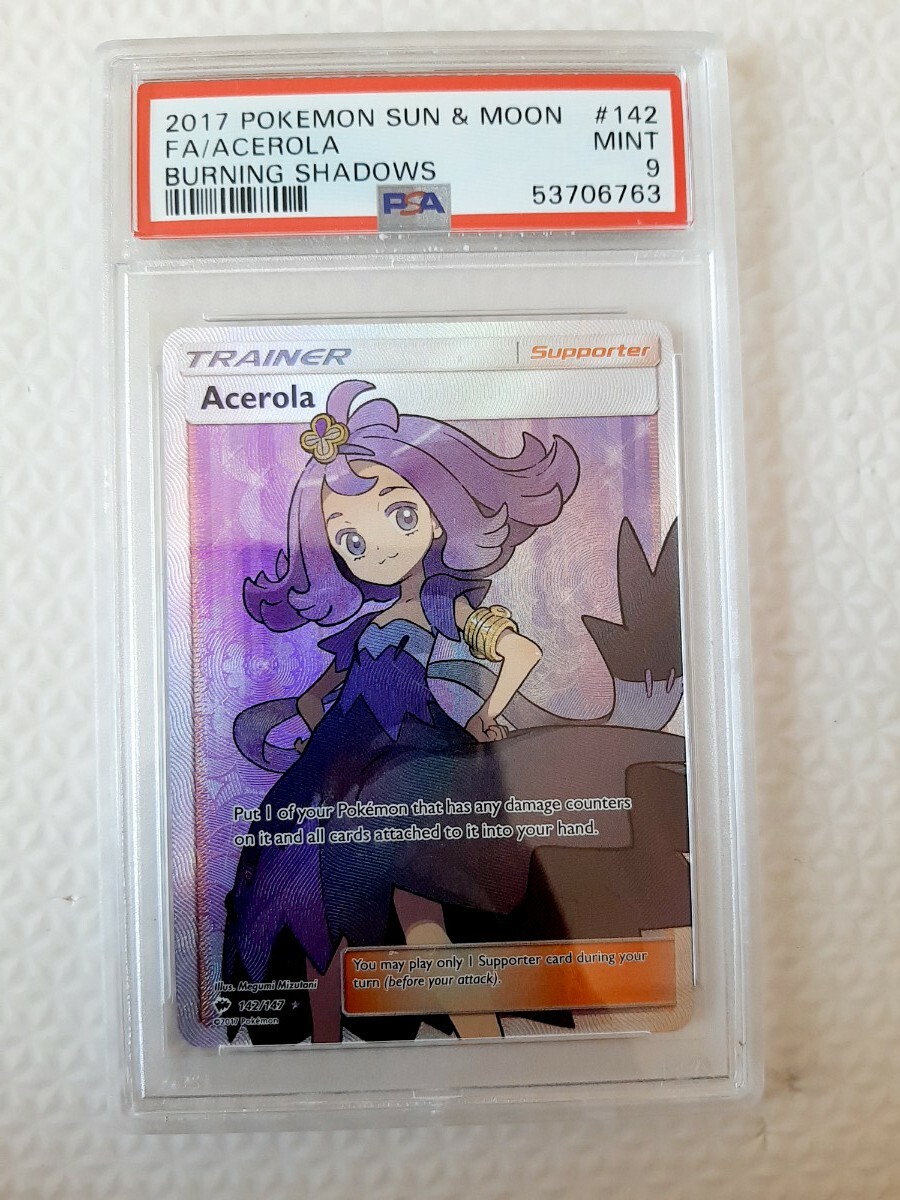 2017 POKEMON SUN & MOON #142
FA/ACEROLA MINT
BURNING SHADOWS 9
PSA 53706763
TRAINER Supporter
Acerola
Put 1 of your Pokémon that has any damage counters
on it and all cards attached to it into your hand.
You may play only 1 Supporter card during your
turn (before your attack).
Illus. Megumi Mizutani
142/147
©2017 Pokémon